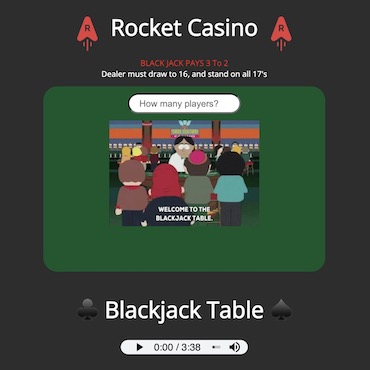 R Rocket Casino R
BLACK JACK PAYS 3 To 2
Dealer must draw to 16, and stand on all 17's
How many players?
WELCOME TO THE
BLACKJACK TABLE.
Blackjack Table
0:00 / 3:38